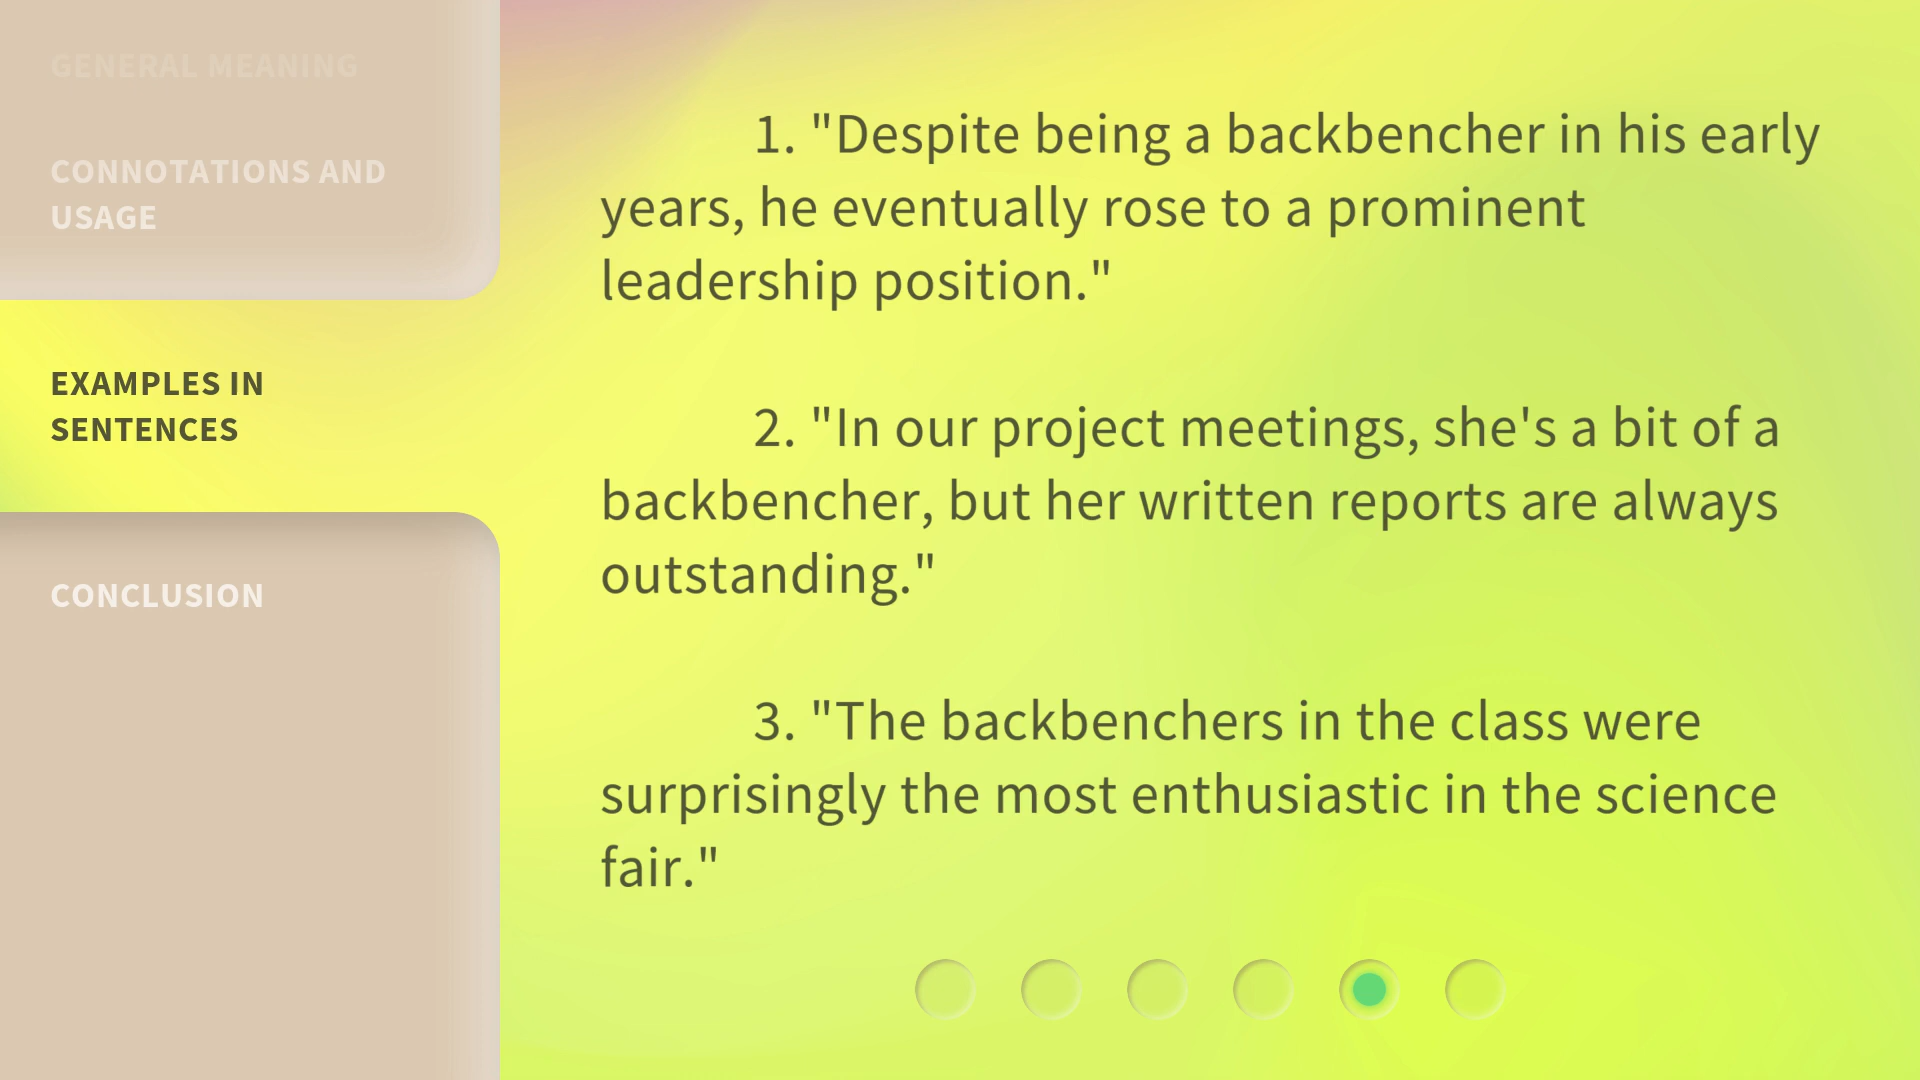 GENERAL MEANING
CONNOTATIONS AND
USAGE
EXAMPLES IN
SENTENCES
CONCLUSION
1. "Despite being a backbencher in his early
years, he eventually rose to a prominent
leadership position."
2. "In our project meetings, she's a bit of a
backbencher, but her written reports are always
outstanding."
3. "The backbenchers in the class were
surprisingly the most enthusiastic in the science
fair."